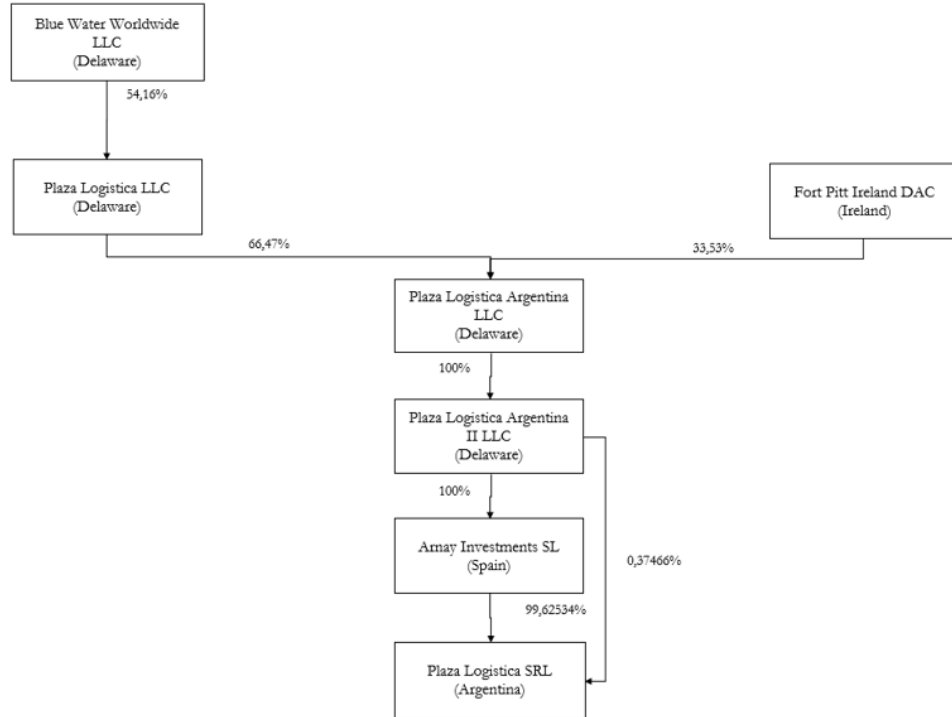 Blue Water Worldwide
LLC
(Delaware)
54,16%
Plaza Logistica LLC
(Delaware)
Fort Pitt Ireland DAC
(Ireland)
66,47%
33,53%
Plaza Logistica Argentina
LLC
(Delaware)
100%
Plaza Logistica Argentina
II LLC
(Delaware)
100%
Arnay Investments SL
(Spain)
0,37466%
99,62534%
Plaza Logistica SRL
(Argentina)